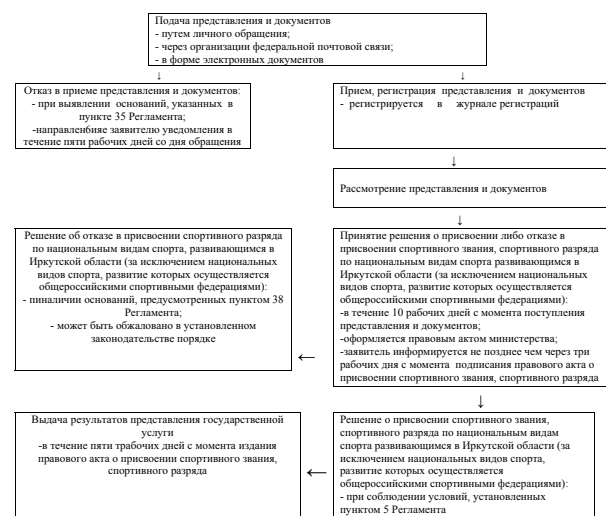 Подача представления и документов
- путем личного обращения;
- через организации федеральной почтовой связи;
- в форме электронных документов
↓ ↓
Отказ в приеме представления и документов:
- при выявлении оснований, указанных в
пункте 35 Регламента;
-направленбияе заявителю уведомления в
течение пяти рабочих дней со дня обращения
Прием, регистрация представления и документов
- регистрируется в журнале регистраций
↓
Рассмотрение представления и документов
↓
Решение об отказе в присвоении спортивного разряда
по национальным видам спорта, развивающимся в
Иркутской области (за исключением национальных
видов спорта, развитие которых осуществляется
общероссийскими спортивными федерациями):
- пиналичии оснований, предусмотренных пунктом 38
Регламента;
- может быть обжаловано в установленном
законодательстве порядке
Принятие решения о присвоении либо отказе в
присвоении спортивного звания, спортивного разряда
по национальным видам спорта развивающимся в
Иркутской области (за исключением национальных
видов спорта, развитие которых осуществляется
общероссийскими спортивными федерациями):
-в течение 10 рабочих дней с момента поступления
представления и документов;
-оформляется правовым актом министерства;
-заявитель информируется не позднее чем через три
рабочих дня с момента подписания правового акта о
присвоении спортивного звания, спортивного разряда
←
↓
Выдача результатов представления государственной
услуги
-в течение пяти трабочих дней с момента издания
правового акта о присвоении спортивного звания,
спортивного разряда
←
Решение о присвоении спортивного звания,
спортивного разряда по национальным видам
спорта развивающимся в Иркутской области (за
исключением национальных видов спорта,
развитие которых осуществляется
общероссийскими спортивными федерациями):
- при соблюдении условий, установленных
пунктом 5 Регламента